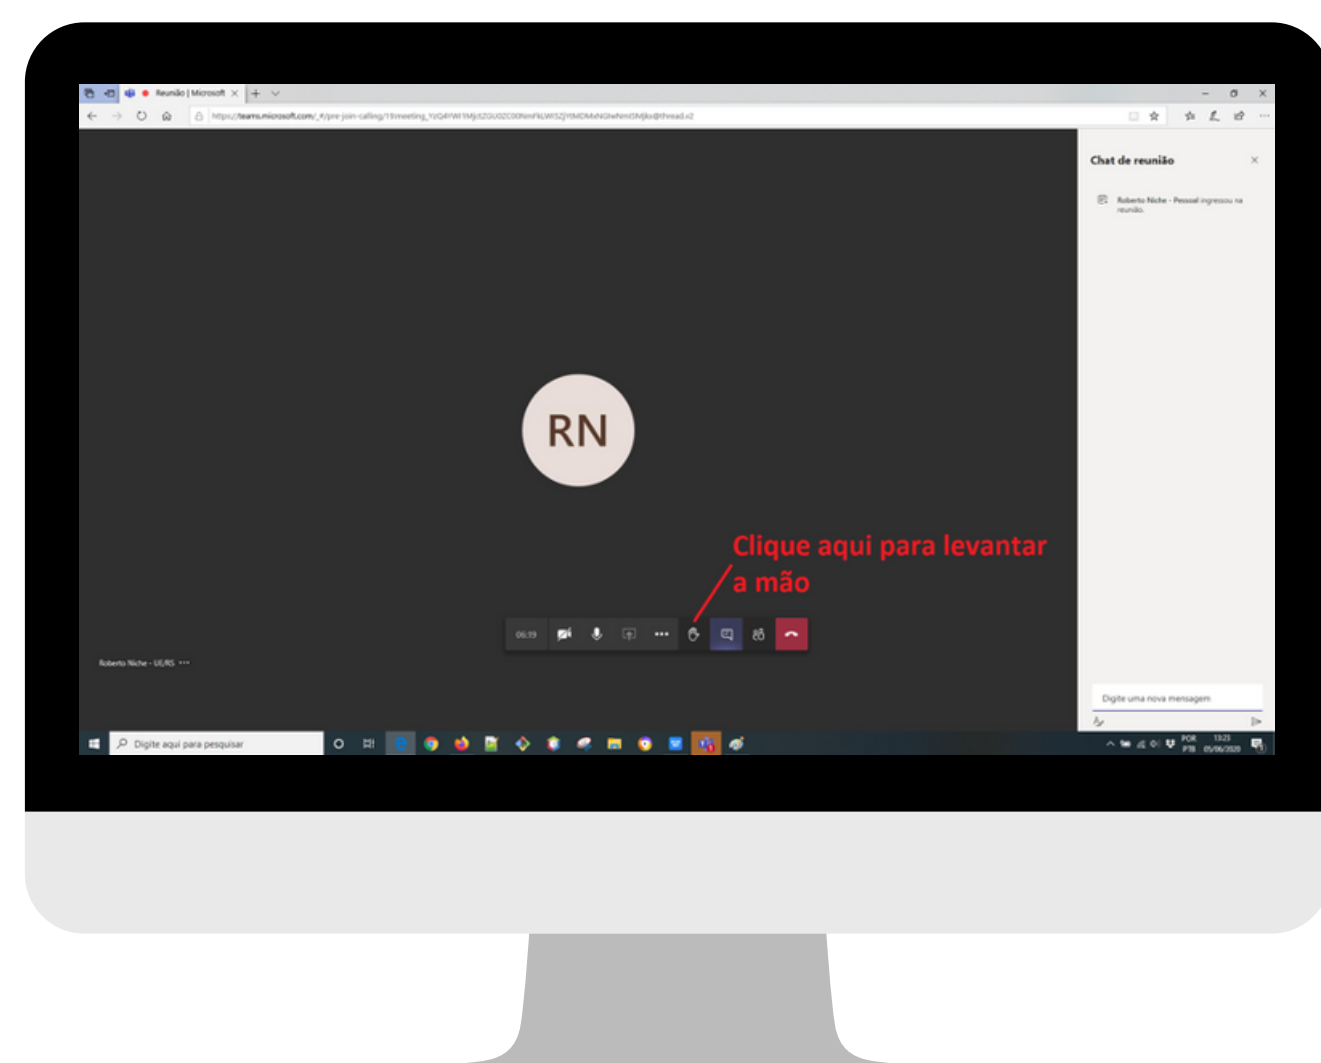 Reunião | Microsoft
Chat de reunião
Roberto Niche - Pessoal ingressou na
reunião.
RN
Clique aqui para levantar
a mão
06:19
Roberto Niche - UE/RS
Digite uma nova mensagem
Digite aqui para pesquisar
POR 13:23
PTB 05/06/2020